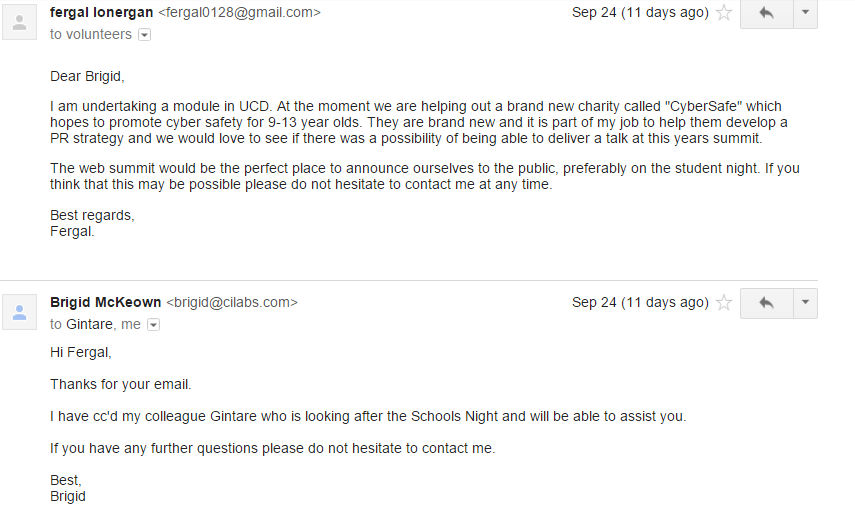 fergal lonergan <fergal0128@gmail.com> Sep 24 (11 days ago)
to volunteers
Dear Brigid,
I am undertaking a module in UCD. At the moment we are helping out a brand new charity called "CyberSafe" which
hopes to promote cyber safety for 9-13 year olds. They are brand new and it is part of my job to help them develop a
PR strategy and we would love to see if there was a possibility of being able to deliver a talk at this years summit.
The web summit would be the perfect place to announce ourselves to the public, preferably on the student night. If you
think that this may be possible please do not hesitate to contact me at any time.
Best regards,
Fergal.
Brigid McKeown <brigid@cilabs.com> Sep 24 (11 days ago)
to Gintare, me
Hi Fergal,
Thanks for your email.
I have cc'd my colleague Gintare who is looking after the Schools Night and will be able to assist you.
If you have any further questions please do not hesitate to contact me.
Best,
Brigid